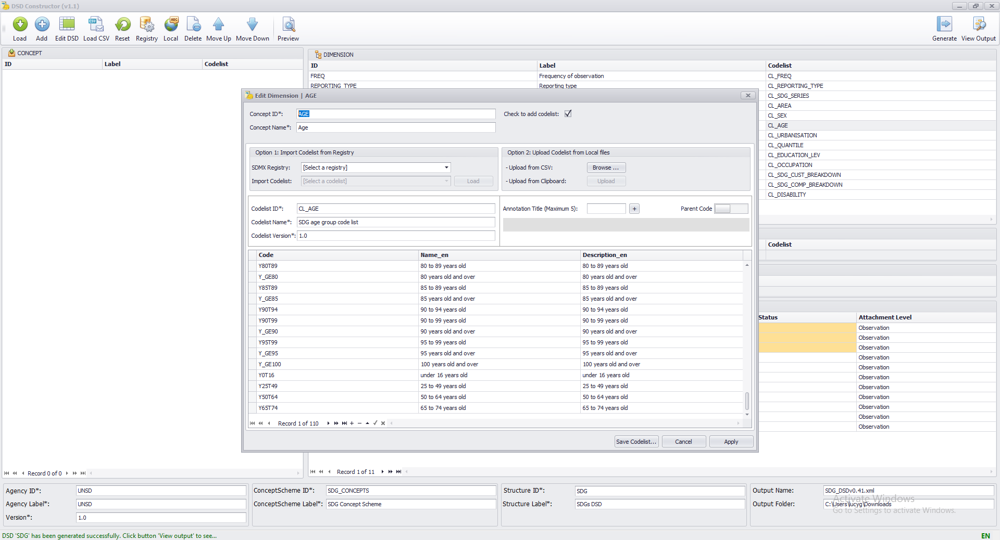 DSD Constructor (v1.1)
Load Add Edit DSD Load CSV Reset Registry Local Delete Move Up Move Down Preview Generate View Output
CSV
ABC
CONCEPT
ID Label Codelist
Record 0 of 0
DIMENSION
ID Label Codelist
FREQ Frequency of observation CL_FREQ
REPORTING_TYPE Reporting type CL_REPORTING_TYPE
CL_SDG_SERIES
CL_AREA
CL_SEX
CL_AGE
CL_URBANISATION
CL_QUANTILE
CL_EDUCATION_LEV
CL_OCCUPATION
CL_SDG_CUST_BREAKDOWN
CL_SDG_COMP_BREAKDOWN
CL_DISABILITY
Codelist
Status Attachment Level
Observation
Observation
Observation
Observation
Observation
Observation
Observation
Observation
Observation
Observation
Observation
Record 1 of 11
Edit Dimension | AGE
Concept ID*: AGE
Check to add codelist:
Concept Name*: Age
Option 1: Import Codelist from Registry
SDMX Registry: [Select a registry]
Import Codelist: [Select a codelist] Load
Option 2: Upload Codelist from Local files
- Upload from CSV: Browse ...
- Upload from Clipboard: Upload
Codelist ID*: CL_AGE
Codelist Name*: SDG age group code list
Codelist Version*: 1.0
Annotation Title (Maximum 5): + Parent Code
Code Name_en Description_en
Y80T89 80 to 89 years old 80 to 89 years old
Y_GE80 80 years old and over 80 years old and over
Y85T89 85 to 89 years old 85 to 89 years old
Y_GE85 85 years old and over 85 years old and over
Y90T94 90 to 94 years old 90 to 94 years old
Y90T99 90 to 99 years old 90 to 99 years old
Y_GE90 90 years old and over 90 years old and over
Y95T99 95 to 99 years old 95 to 99 years old
Y_GE95 95 years old and over 95 years old and over
Y_GE100 100 years old and over 100 years old and over
Y0T16 under 16 years old under 16 years old
Y25T49 25 to 49 years old 25 to 49 years old
Y50T64 50 to 64 years old 50 to 64 years old
Y65T74 65 to 74 years old 65 to 74 years old
Record 1 of 110
Save Codelist... Cancel Apply
Agency ID*: UNSD
Agency Label*: UNSD
Version*: 1.0
ConceptScheme ID*: SDG_CONCEPTS
ConceptScheme Label*: SDG Concept Scheme
Structure ID*: SDG
Structure Label*: SDGs DSD
Output Name: SDG_DSDv0.41.xml
Output Folder: C:\Users\lucyg\Downloads
Activate Windows
Go to Settings to activate Windows.
DSD 'SDG' has been generated successfully. Click button 'View output' to see...
EN